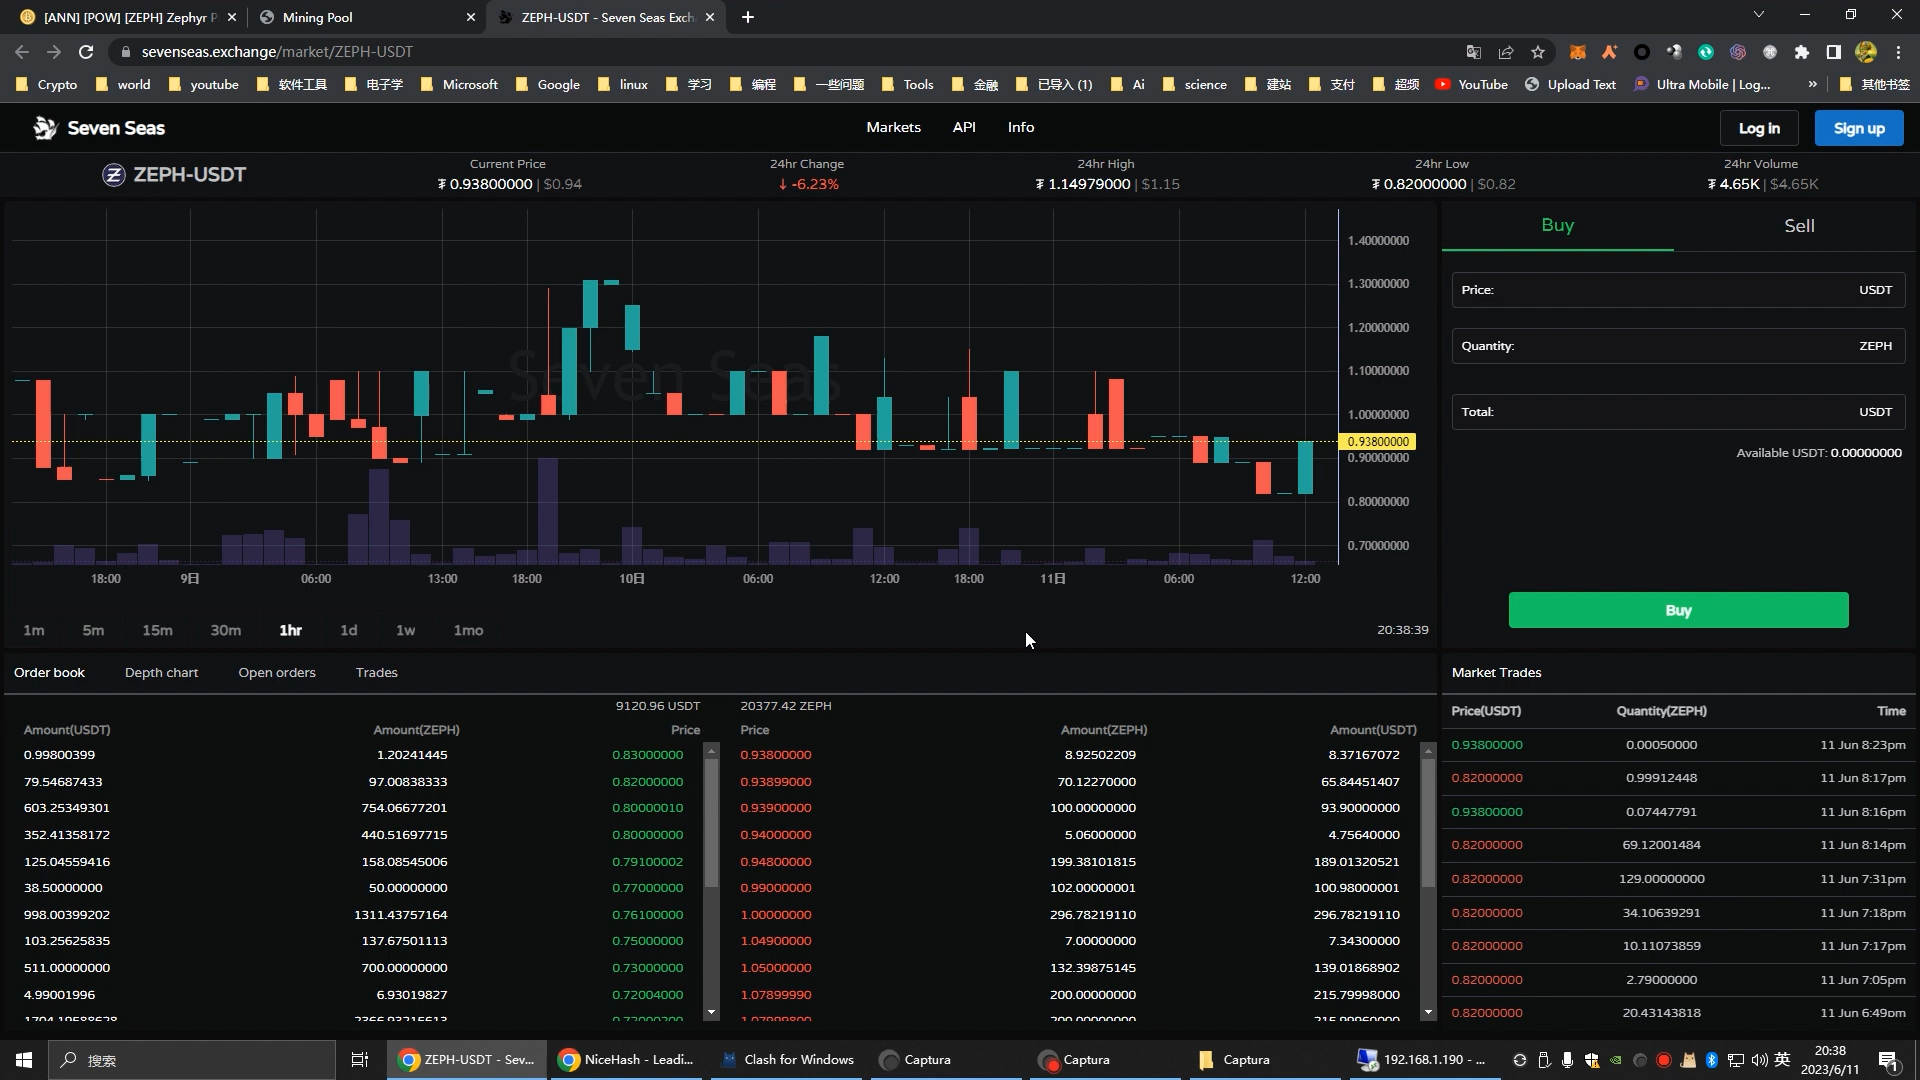 [ANN] [POW] [ZEPH] Zephyr P
Mining Pool
ZEPH-USDT - Seven Seas Exch
sevenseas.exchange/market/ZEPH-USDT
Crypto world youtube 软件工具 电子学 Microsoft Google linux 学习 编程 一些问题 Tools 金融 已导入 (1) Ai science 建站 支付 超频 YouTube Upload Text Ultra Mobile | Log... » 其他书签
Seven Seas Markets API Info Log in Sign up
ZEPH-USDT
Current Price 24hr Change 24hr High 24hr Low 24hr Volume
₮ 0.93800000 | $0.94 ↓ -6.23% ₮ 1.14979000 | $1.15 ₮ 0.82000000 | $0.82 ₮ 4.65K | $4.65K
Seven Seas
1.40000000
1.30000000
1.20000000
1.10000000
1.00000000
0.93800000
0.90000000
0.80000000
0.70000000
18:00 9日 06:00 13:00 18:00 10日 06:00 12:00 18:00 11日 06:00 12:00
1m 5m 15m 30m 1hr 1d 1w 1mo 20:38:39
Buy Sell
Price: USDT
Quantity: ZEPH
Total: USDT
Available USDT: 0.00000000
Buy
Order book Depth chart Open orders Trades
9120.96 USDT 20377.42 ZEPH
Amount(USDT) Amount(ZEPH) Price Price Amount(ZEPH) Amount(USDT)
0.99800399 1.20241445 0.83000000 0.93800000 8.92502209 8.37167072
79.54687433 97.00838333 0.82000000 0.93899000 70.12270000 65.84451407
603.25349301 754.06677201 0.80000010 0.93900000 100.00000000 93.90000000
352.41358172 440.51697715 0.80000000 0.94000000 5.06000000 4.75640000
125.04559416 158.08545006 0.79100002 0.94800000 199.38101815 189.01320521
38.50000000 50.00000000 0.77000000 0.99000000 102.00000001 100.98000001
998.00399202 1311.43757164 0.76100000 1.00000000 296.78219110 296.78219110
103.25625835 137.67501113 0.75000000 1.04900000 7.00000000 7.34300000
511.00000000 700.00000000 0.73000000 1.05000000 132.39875145 139.01868902
4.99001996 6.93019827 0.72004000 1.07899990 200.00000000 215.79998000
Market Trades
Price(USDT) Quantity(ZEPH) Time
0.93800000 0.00050000 11 Jun 8:23pm
0.82000000 0.99912448 11 Jun 8:17pm
0.93800000 0.07447791 11 Jun 8:16pm
0.82000000 69.12001484 11 Jun 8:14pm
0.82000000 129.00000000 11 Jun 7:31pm
0.82000000 34.10639291 11 Jun 7:18pm
0.82000000 10.11073859 11 Jun 7:17pm
0.82000000 2.79000000 11 Jun 7:05pm
0.82000000 20.43143818 11 Jun 6:49pm
搜索 ZEPH-USDT - Sev... NiceHash - Leadi... Clash for Windows Captura Captura Captura 192.168.1.190 - ... 英 20:38
2023/6/11 1